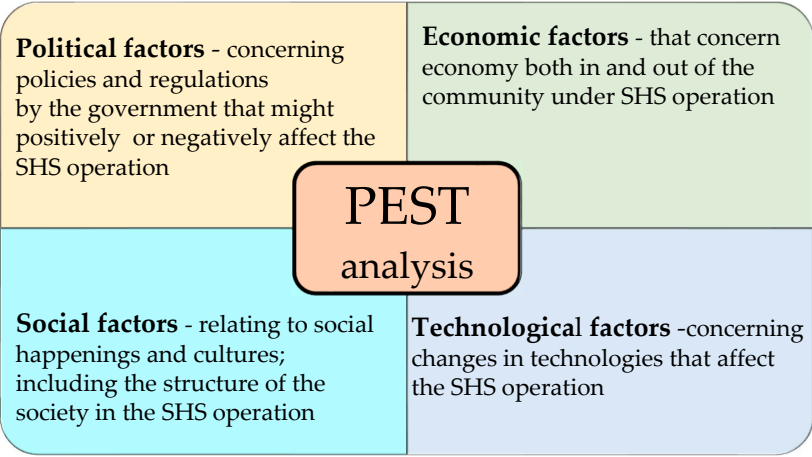 Political factors - concerning
policies and regulations
by the government that might
positively or negatively affect the
SHS operation
Economic factors - that concern
economy both in and out of the
community under SHS operation
PEST
analysis
Social factors - relating to social
happenings and cultures;
including the structure of the
society in the SHS operation
Technological factors -concerning
changes in technologies that affect
the SHS operation